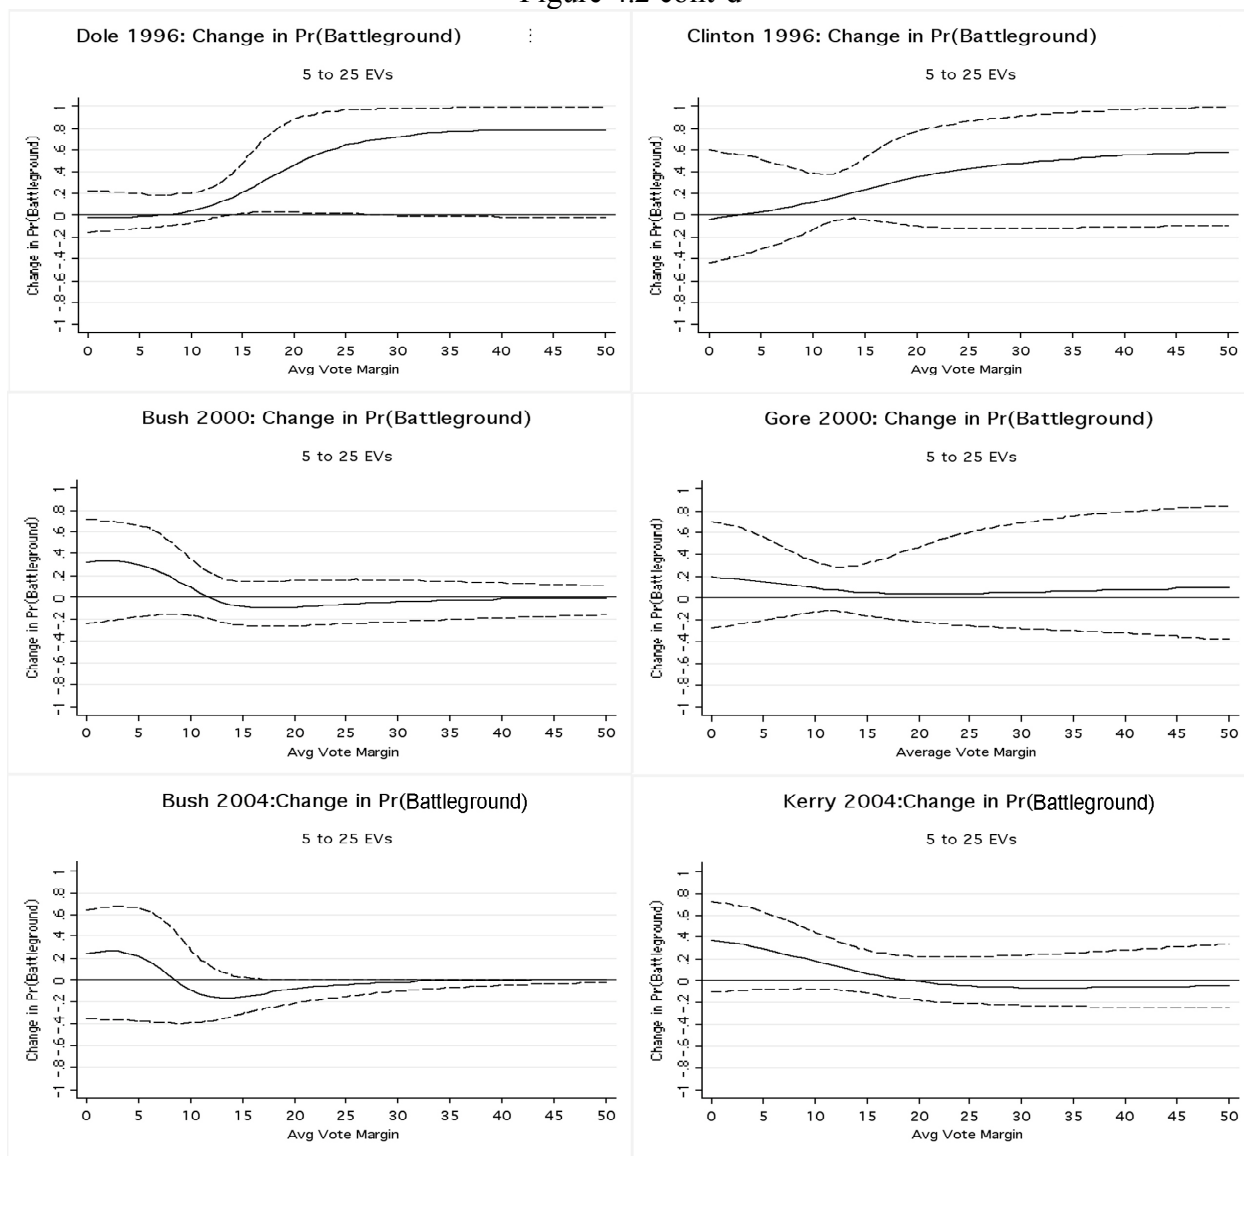 Figure 4.2 cont'd
Dole 1996: Change in Pr(Battleground)
5 to 25 EVs
Change in Pr(Battleground)
-1 -.8 -.6 -.4 -.2 0 .2 .4 .6 .8 1
0 5 10 15 20 25 30 35 40 45 50
Avg Vote Margin
Clinton 1996: Change in Pr(Battleground)
5 to 25 EVs
Change in Pr(Battleground)
-1 -.8 -.6 -.4 -.2 0 .2 .4 .6 .8 1
0 5 10 15 20 25 30 35 40 45 50
Avg Vote Margin
Bush 2000: Change in Pr(Battleground)
5 to 25 EVs
Change in Pr(Battleground)
-1 -.8 -.6 -.4 -.2 0 .2 .4 .6 .8 1
0 5 10 15 20 25 30 35 40 45 50
Avg Vote Margin
Gore 2000: Change in Pr(Battleground)
5 to 25 EVs
Change in Pr(Battleground)
-1 -.8 -.6 -.4 -.2 0 .2 .4 .6 .8 1
0 5 10 15 20 25 30 35 40 45 50
Average Vote Margin
Bush 2004:Change in Pr(Battleground)
5 to 25 EVs
Change in Pr(Battleground)
-1 -.8 -.6 -.4 -.2 0 .2 .4 .6 .8 1
0 5 10 15 20 25 30 35 40 45 50
Avg Vote Margin
Kerry 2004:Change in Pr(Battleground)
5 to 25 EVs
Change in Pr(Battleground)
-1 -.8 -.6 -.4 -.2 0 .2 .4 .6 .8 1
0 5 10 15 20 25 30 35 40 45 50
Avg Vote Margin